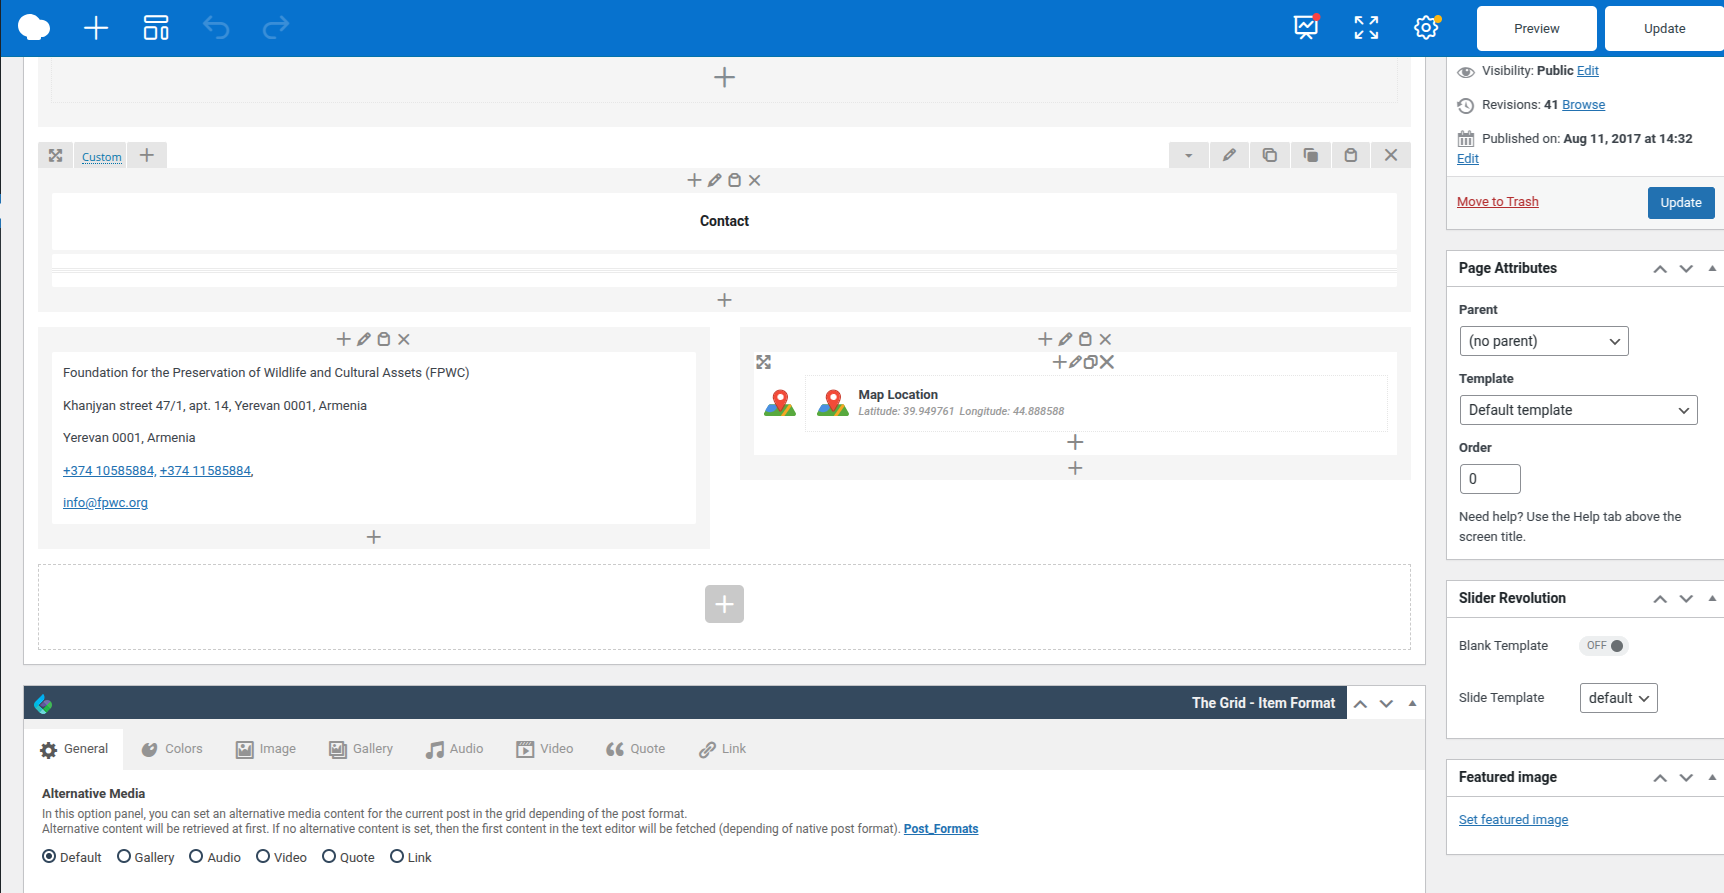 Preview
Update
Visibility: Public Edit
Revisions: 41 Browse
Published on: Aug 11, 2017 at 14:32
Edit
Move to Trash
Update
Custom
Contact
Foundation for the Preservation of Wildlife and Cultural Assets (FPWC)
Khanjyan street 47/1, apt. 14, Yerevan 0001, Armenia
Yerevan 0001, Armenia
+374 10585884, +374 11585884,
info@fpwc.org
Map Location
Latitude: 39.949761 Longitude: 44.888588
Page Attributes
Parent
(no parent)
Template
Default template
Order
0
Need help? Use the Help tab above the
screen title.
Slider Revolution
Blank Template OFF
Slide Template default
Featured image
Set featured image
The Grid - Item Format
General Colors Image Gallery Audio Video Quote Link
Alternative Media
In this option panel, you can set an alternative media content for the current post in the grid depending of the post format.
Alternative content will be retrieved at first. If no alternative content is set, then the first content in the text editor will be fetched (depending of native post format). Post_Formats
Default Gallery Audio Video Quote Link